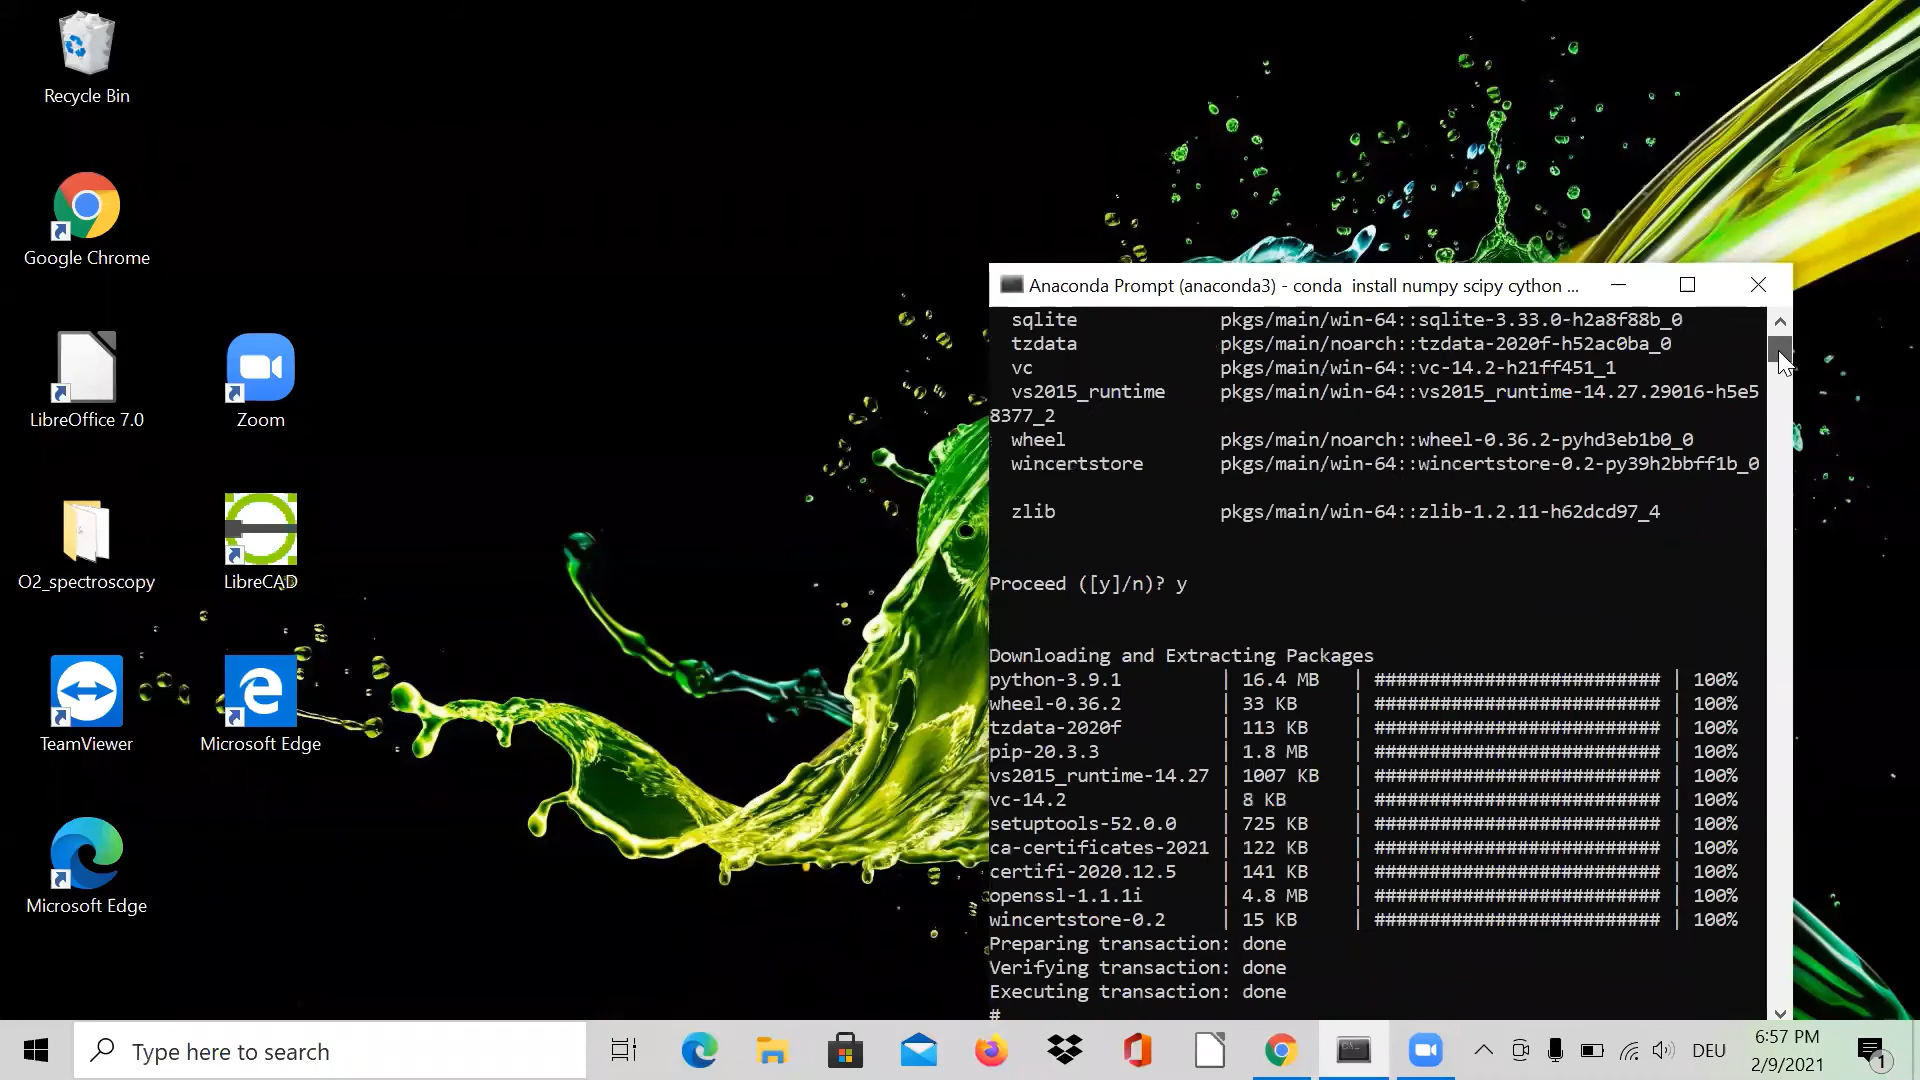 Recycle Bin
Google Chrome
LibreOffice 7.0
Zoom
O2_spectroscopy
LibreCAD
TeamViewer
Microsoft Edge
Microsoft Edge
Anaconda Prompt (anaconda3) - conda  install numpy scipy cython ...
sqlite pkgs/main/win-64::sqlite-3.33.0-h2a8f88b_0
tzdata pkgs/main/noarch::tzdata-2020f-h52ac0ba_0
vc pkgs/main/win-64::vc-14.2-h21ff451_1
vs2015_runtime pkgs/main/win-64::vs2015_runtime-14.27.29016-h5e5
8377_2
wheel pkgs/main/noarch::wheel-0.36.2-pyhd3eb1b0_0
wincertstore pkgs/main/win-64::wincertstore-0.2-py39h2bbff1b_0
zlib pkgs/main/win-64::zlib-1.2.11-h62dcd97_4
Proceed ([y]/n)? y
Downloading and Extracting Packages
python-3.9.1 | 16.4 MB | ########################## | 100%
wheel-0.36.2 | 33 KB | ########################## | 100%
tzdata-2020f | 113 KB | ########################## | 100%
pip-20.3.3 | 1.8 MB | ########################## | 100%
vs2015_runtime-14.27 | 1007 KB | ########################## | 100%
vc-14.2 | 8 KB | ########################## | 100%
setuptools-52.0.0 | 725 KB | ########################## | 100%
ca-certificates-2021 | 122 KB | ########################## | 100%
certifi-2020.12.5 | 141 KB | ########################## | 100%
openssl-1.1.1i | 4.8 MB | ########################## | 100%
wincertstore-0.2 | 15 KB | ########################## | 100%
Preparing transaction: done
Verifying transaction: done
Executing transaction: done
#
Type here to search
DEU
6:57 PM
2/9/2021
1